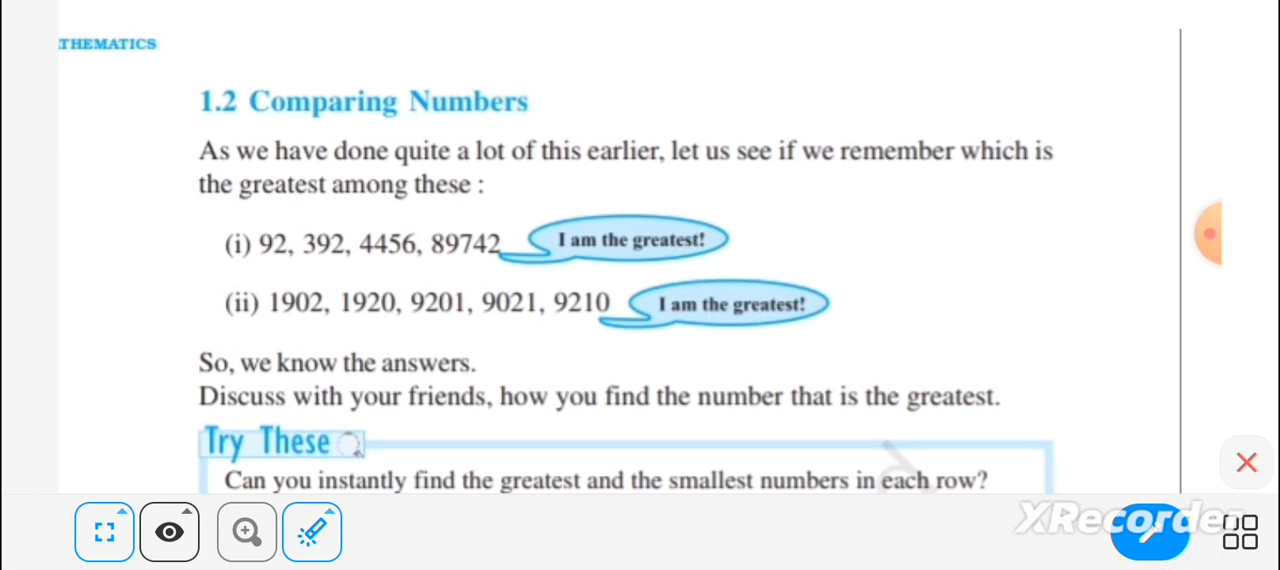 THEMATICS
1.2 Comparing Numbers
As we have done quite a lot of this earlier, let us see if we remember which is
the greatest among these :
(i) 92, 392, 4456, 89742 I am the greatest!
(ii) 1902, 1920, 9201, 9021, 9210 I am the greatest!
So, we know the answers.
Discuss with your friends, how you find the number that is the greatest.
Try These
Can you instantly find the greatest and the smallest numbers in each row?
XRecorder